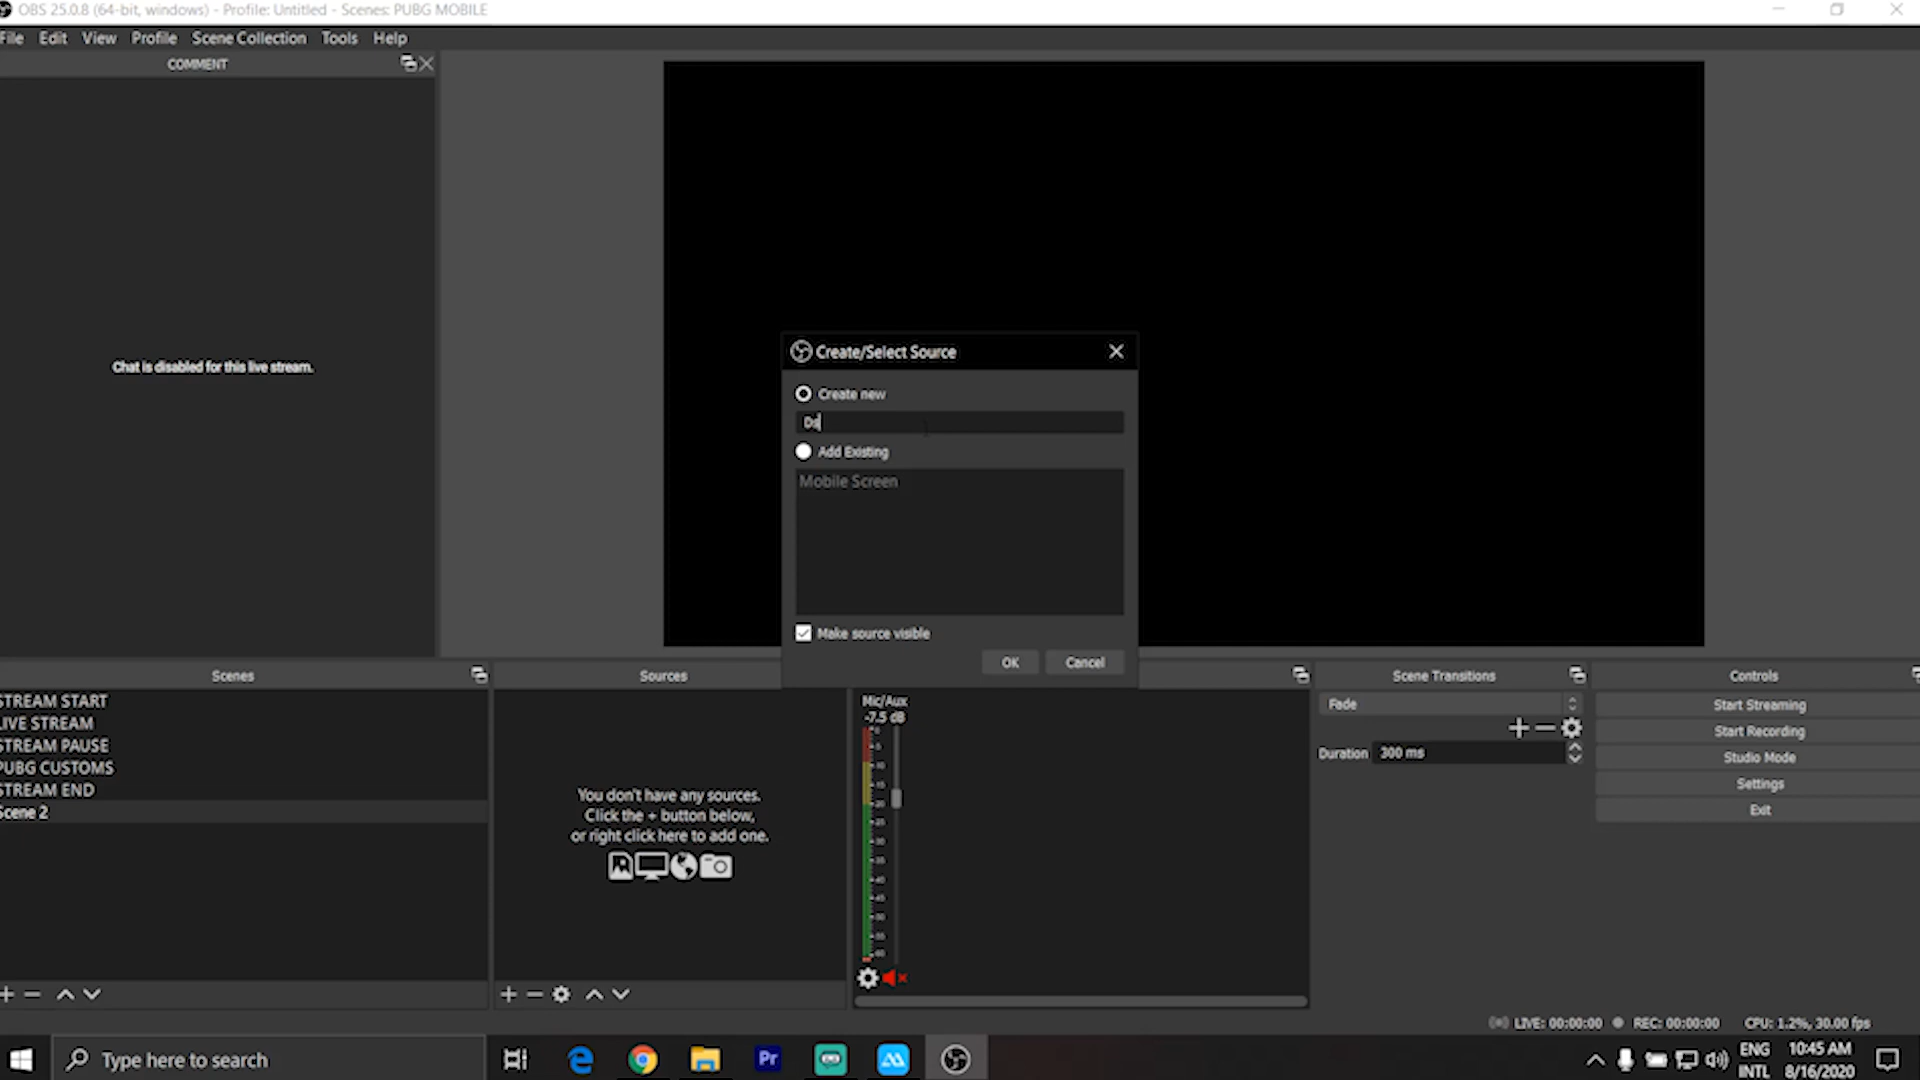 OBS 25.0.8 (64-bit, windows) - Profile: Untitled - Scenes: PUBG MOBILE
File Edit View Profile Scene Collection Tools Help
COMMENT
Chat is disabled for this live stream.
Create/Select Source
Create new
Ds
Add Existing
Mobile Screen
Make source visible
OK Cancel
Scenes
STREAM START
LIVE STREAM
STREAM PAUSE
PUBG CUSTOMS
STREAM END
Scene 2
Sources
You don't have any sources.
Click the + button below,
or right click here to add one.
Mic/Aux
-7.5 dB
Scene Transitions
Fade
Duration 300 ms
Controls
Start Streaming
Start Recording
Studio Mode
Settings
Exit
LIVE: 00:00:00 REC: 00:00:00 CPU: 1.2%, 30.00 fps
Type here to search
Pr
ENG
INTL
10:45 AM
8/16/2020